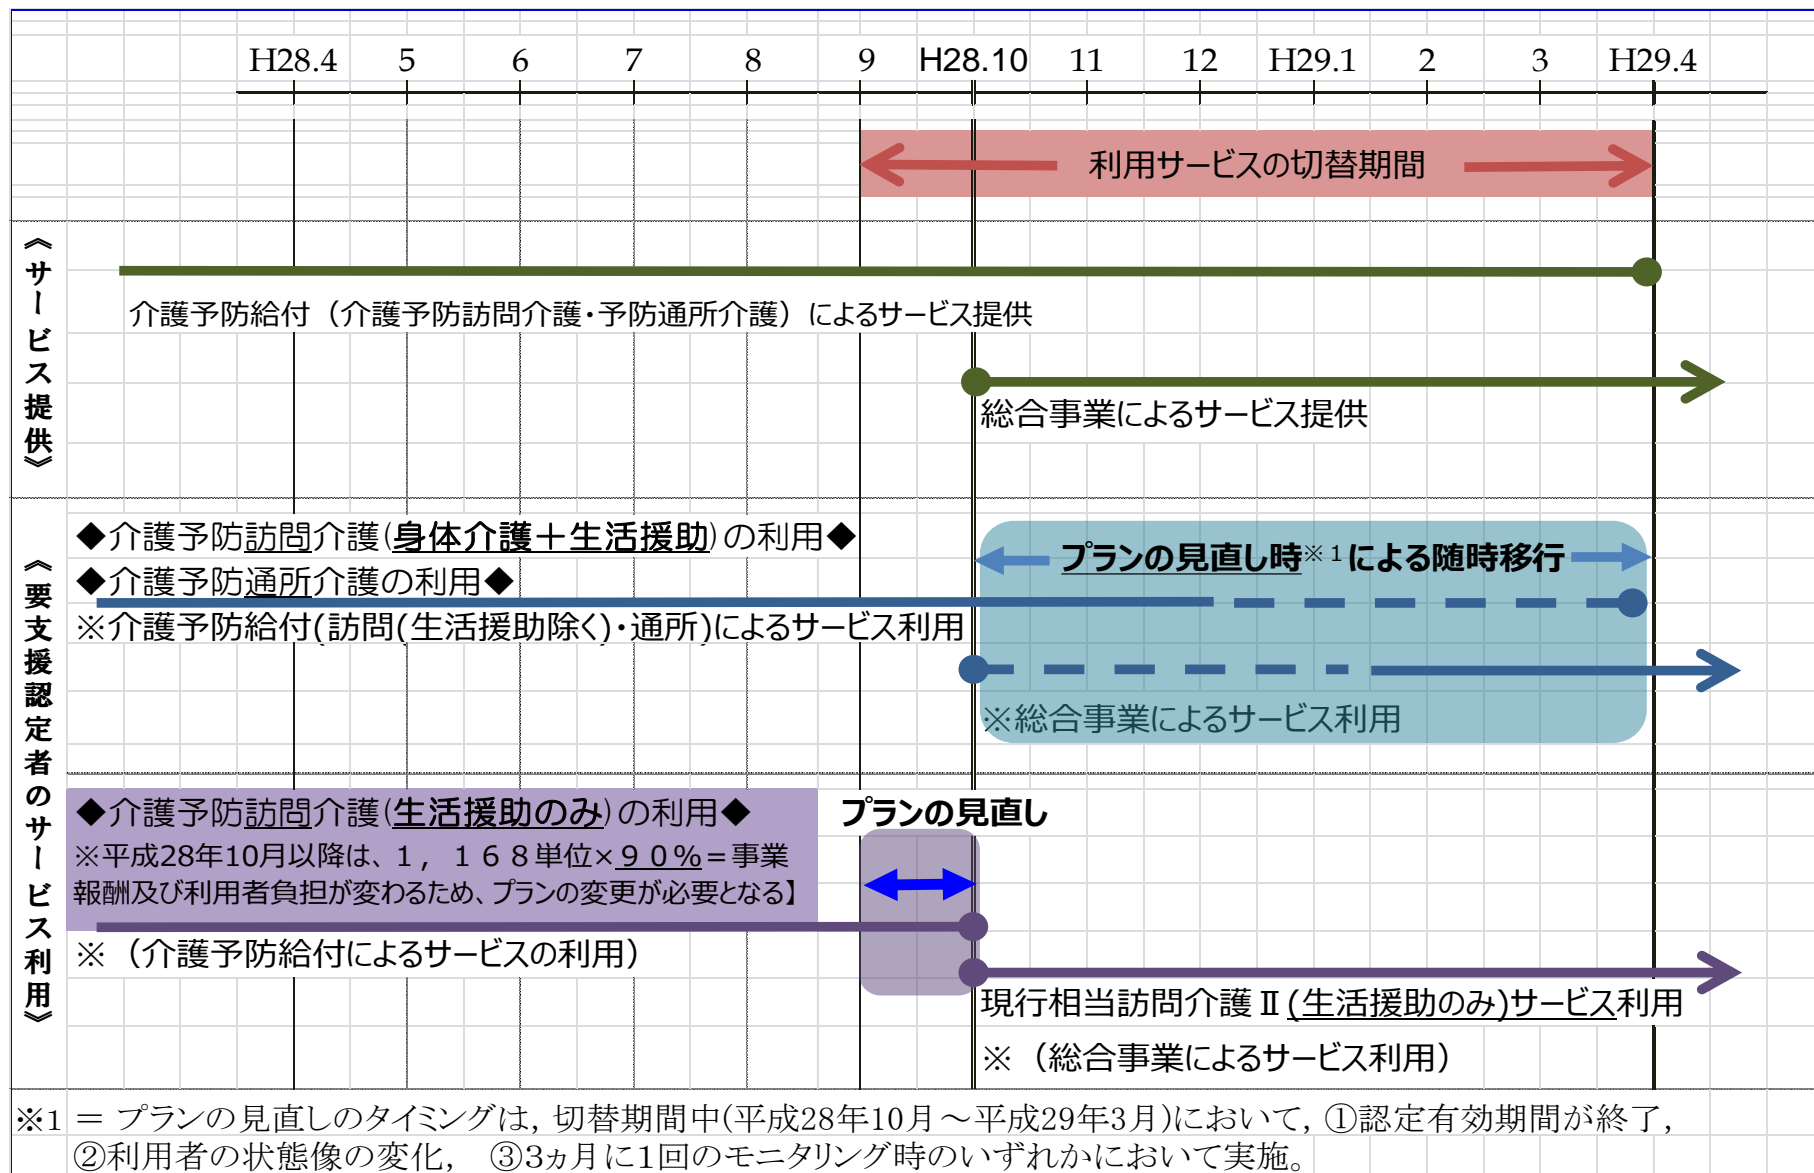 H28.4 5 6 7 8 9 H28.10 11 12 H29.1 2 3 H29.4
利用サービスの切替期間
《サービス提供》
介護予防給付（介護予防訪問介護・予防通所介護）によるサービス提供
総合事業によるサービス提供
《要支援認定者のサービス利用》
◆介護予防訪問介護(身体介護＋生活援助)の利用◆
◆介護予防通所介護の利用◆
※介護予防給付(訪問(生活援助除く)・通所)によるサービス利用
プランの見直し時※1による随時移行
※総合事業によるサービス利用
◆介護予防訪問介護(生活援助のみ)の利用◆
※平成28年10月以降は、１，１６８単位×９０%＝事業
報酬及び利用者負担が変わるため、プランの変更が必要となる】
※（介護予防給付によるサービスの利用）
プランの見直し
現行相当訪問介護Ⅱ(生活援助のみ)サービス利用
※（総合事業によるサービス利用）
※1 ＝ プランの見直しのタイミングは，切替期間中(平成28年10月～平成29年3月)において，①認定有効期間が終了，
②利用者の状態像の変化， ③3ヵ月に1回のモニタリング時のいずれかにおいて実施。